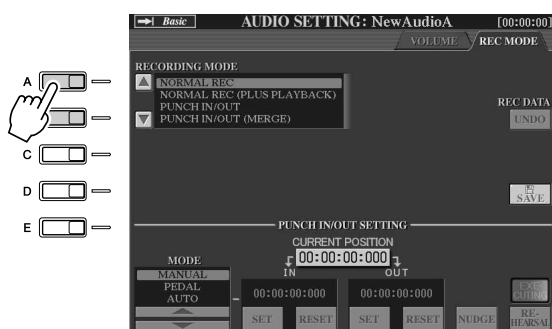 Basic
AUDIO SETTING: NewAudioA
[00:00:00]
VOLUME
REC MODE
RECORDING MODE
NORMAL REC
NORMAL REC (PLUS PLAYBACK)
PUNCH IN/OUT
PUNCH IN/OUT (MERGE)
REC DATA
UNDO
SAVE
A
C
D
E
PUNCH IN/OUT SETTING
CURRENT POSITION
00:00:00:000
IN
OUT
MODE
MANUAL
PEDAL
AUTO
00:00:00:000
00:00:00:000
SET
RESET
SET
RESET
NUDGE
EXE-
CUTING
RE-
HEARSAL